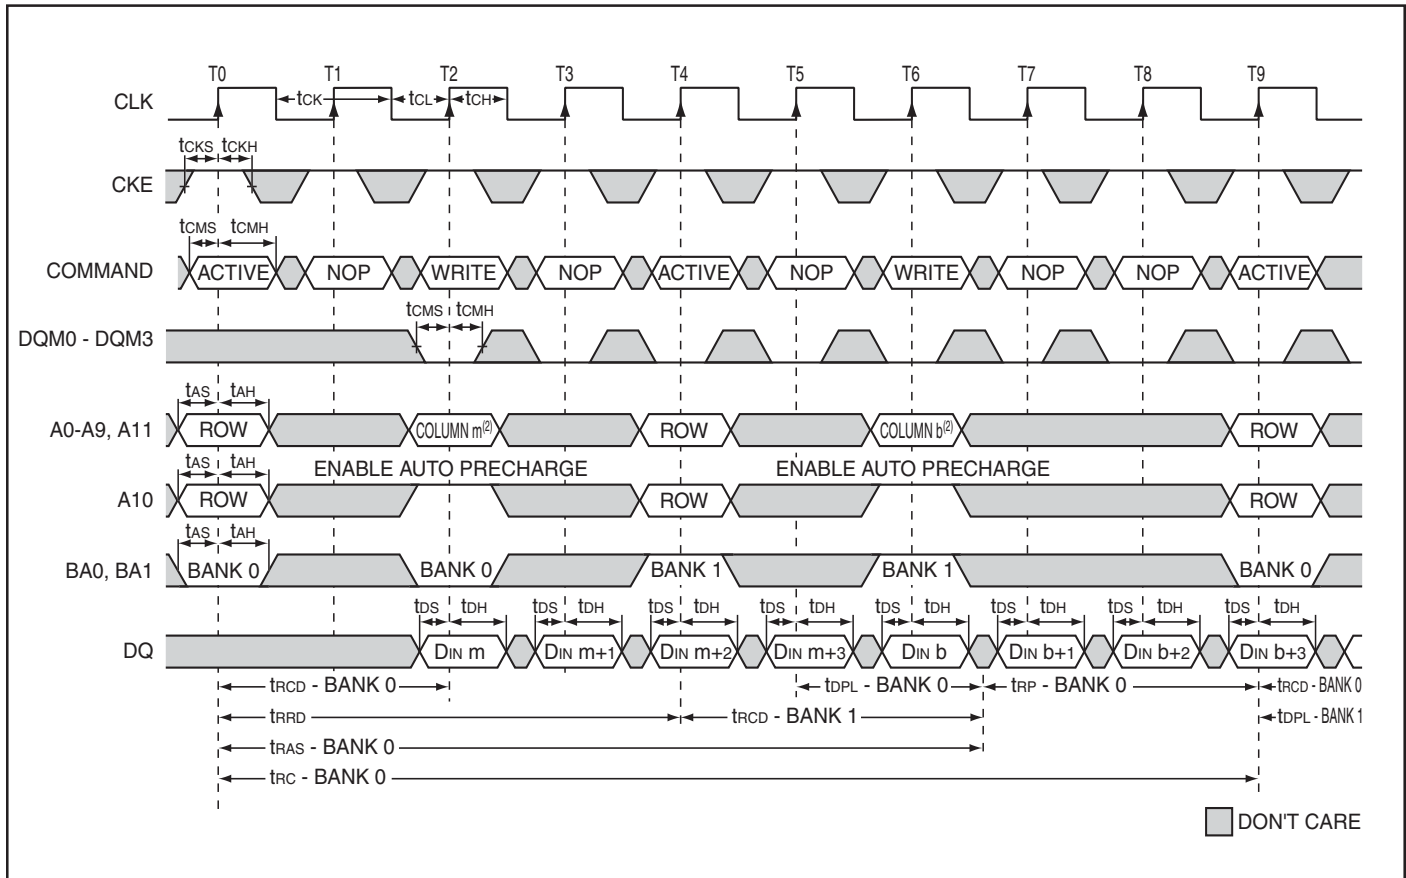 T0 T1 T2 T3 T4 T5 T6 T7 T8 T9
CLK tCK tCL tCH
tCKS tCKH
CKE
tCMS tCMH
COMMAND ACTIVE NOP WRITE NOP ACTIVE NOP WRITE NOP NOP ACTIVE
tCMS tCMH
DQM0 - DQM3
tAS tAH
A0-A9, A11 ROW COLUMN m(2) ROW COLUMN b(2) ROW
tAS tAH ENABLE AUTO PRECHARGE ENABLE AUTO PRECHARGE
A10 ROW ROW ROW
tAS tAH
BA0, BA1 BANK 0 BANK 0 BANK 1 BANK 1 BANK 0
tDS tDH tDS tDH tDS tDH tDS tDH tDS tDH tDS tDH tDS tDH tDS tDH
DQ DIN m DIN m+1 DIN m+2 DIN m+3 DIN b DIN b+1 DIN b+2 DIN b+3
tRCD - BANK 0 tDPL - BANK 0 tRP - BANK 0 tRCD - BANK 0
tRRD tRCD - BANK 1 tDPL - BANK 1
tRAS - BANK 0
tRC - BANK 0
DON'T CARE